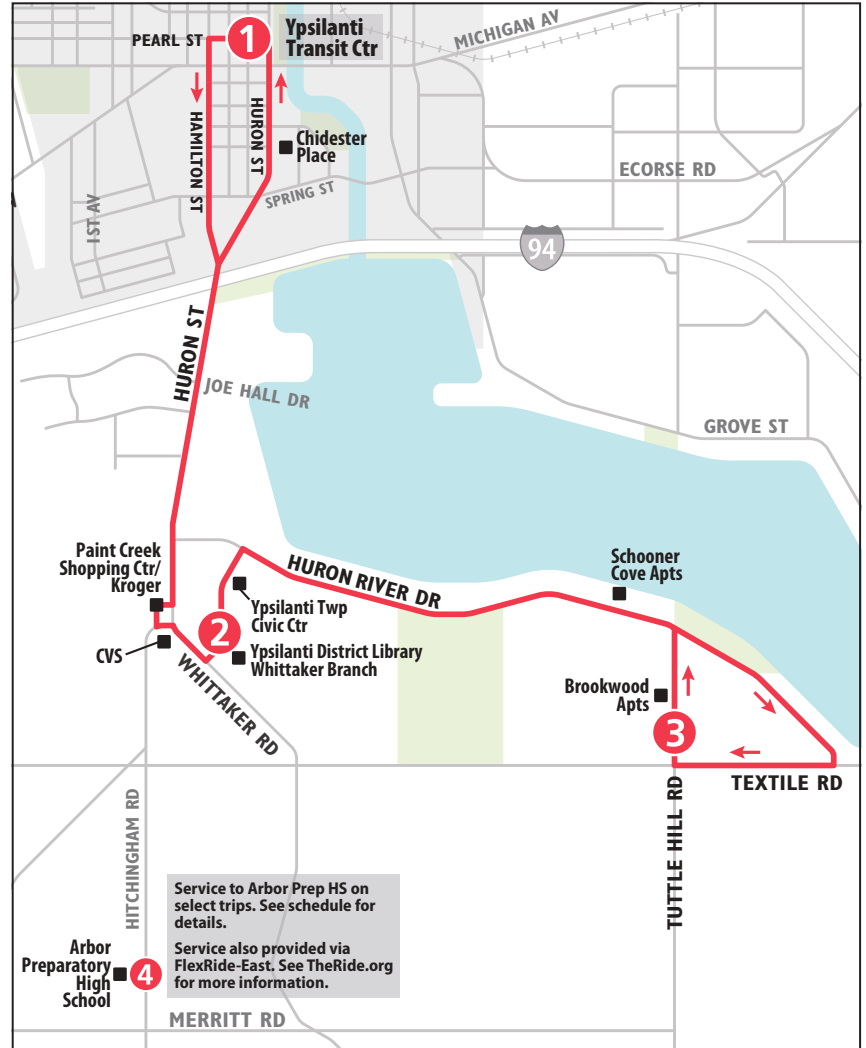 PEARL ST
1
Ypsilanti
Transit Ctr
MICHIGAN AV
HAMILTON ST
HURON ST
Chidester
Place
ECORSE RD
SPRING ST
1ST AV
94
HURON ST
JOE HALL DR
GROVE ST
Paint Creek
Shopping Ctr/
Kroger
HURON RIVER DR
Schooner
Cove Apts
Ypsilanti Twp
Civic Ctr
2
CVS
Ypsilanti District Library
Whittaker Branch
WHITTAKER RD
Brookwood
Apts
3
TEXTILE RD
TUTTLE HILL RD
HITCHINGHAM RD
Service to Arbor Prep HS on
select trips. See schedule for
details.
Service also provided via
FlexRide-East. See TheRide.org
for more information.
Arbor
Preparatory
High
School
4
MERRITT RD